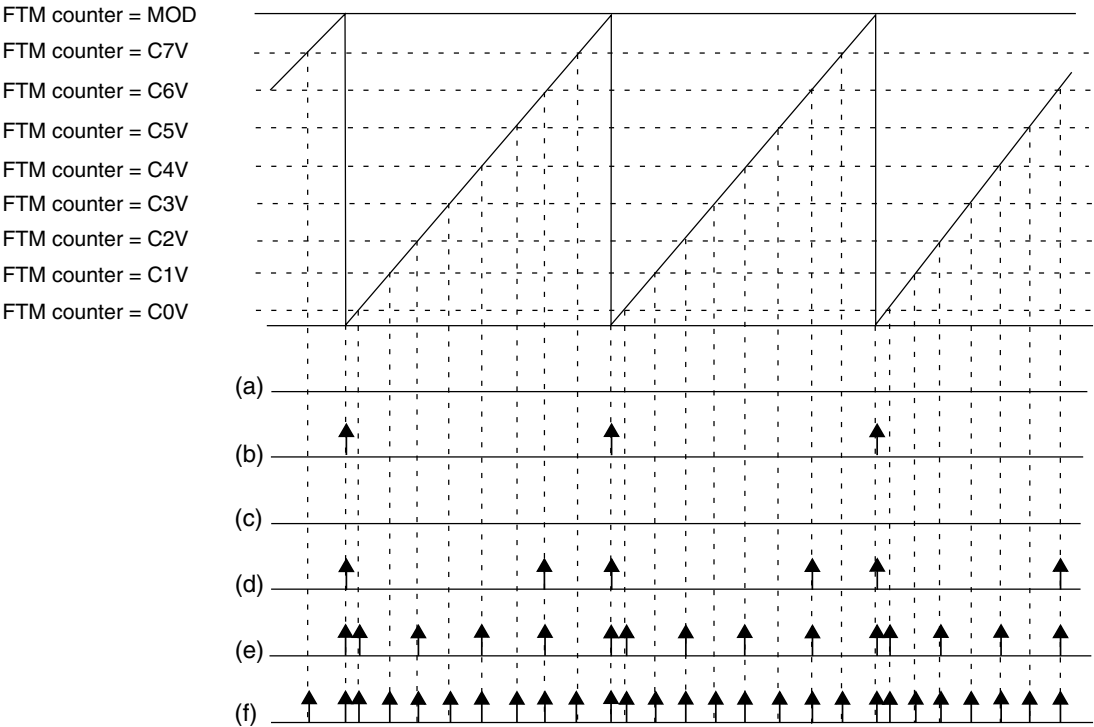 FTM counter = MOD
FTM counter = C7V
FTM counter = C6V
FTM counter = C5V
FTM counter = C4V
FTM counter = C3V
FTM counter = C2V
FTM counter = C1V
FTM counter = C0V
(a)
(b)
(c)
(d)
(e)
(f)